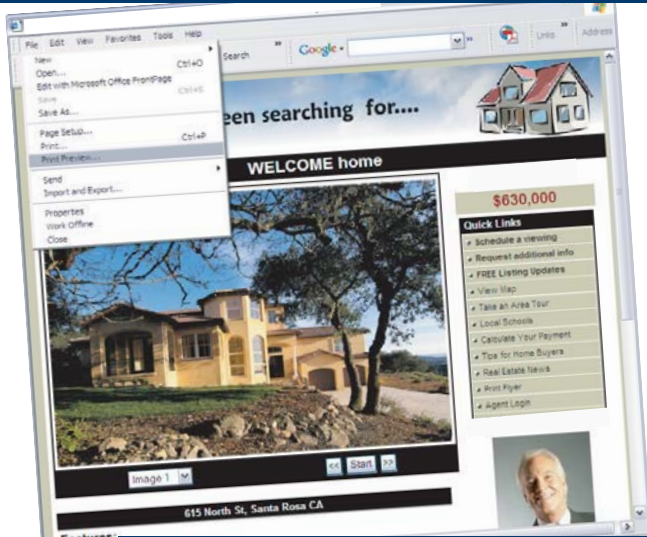 File Edit View Favorites Tools Help
New
Open... Ctrl+O
Edit with Microsoft Office FrontPage
Save Ctrl+S
Save As...
Page Setup...
Print... Ctrl+P
Print Preview...
Send
Import and Export...
Properties
Work Offline
Close
Search " Google " Links " Address
een searching for....
WELCOME home
$630,000
Quick Links
Schedule a viewing
Request additional info
FREE Listing Updates
View Map
Take an Area Tour
Local Schools
Calculate Your Payment
Tips for Home Buyers
Real Estate News
Print Flyer
Agent Login
Image 1 << Start >>
615 North St, Santa Rosa CA
Features: